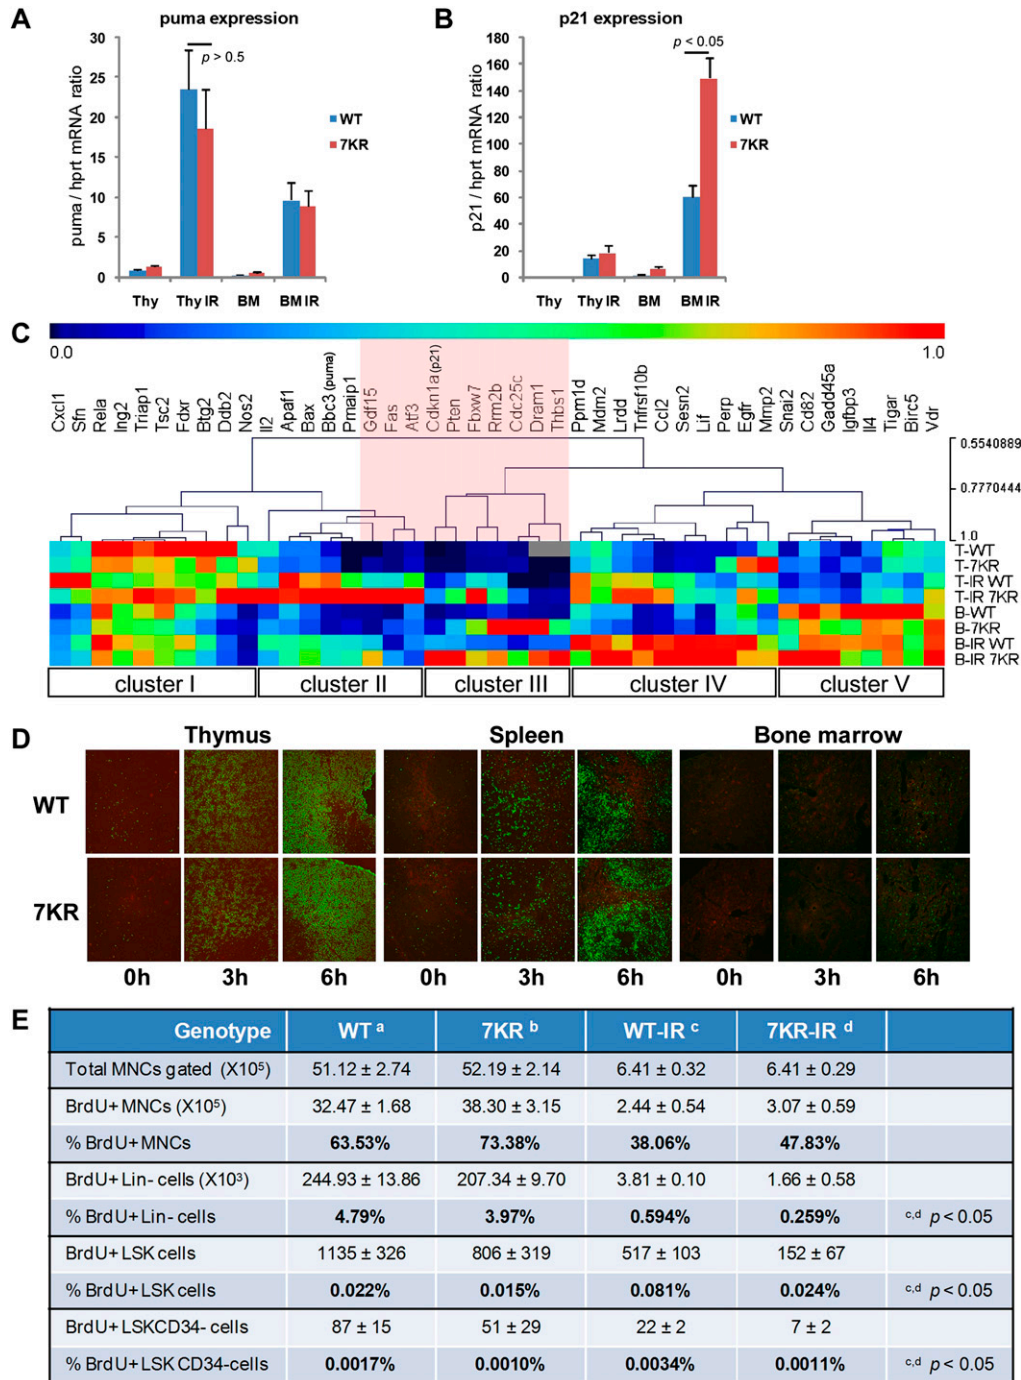 A
puma expression
puma / hprt mRNA ratio
30
25
20
15
10
5
0
p > 0.5
WT
7KR
Thy
Thy IR
BM
BM IR
B
p21 expression
p21 / hprt mRNA ratio
180
160
140
120
100
80
60
40
20
0
p < 0.05
WT
7KR
Thy
Thy IR
BM
BM IR
C
0.0
1.0
Cxcl1
Sfn
Rela
Ing2
Triap1
Tsc2
Fdxr
Btg2
Ddb2
Nos2
Il2
Apaf1
Bax
Bbc3 (puma)
Pmaip1
Gdf15
Fas
Atf3
Cdkn1a (p21)
Pten
Fbxw7
Rrm2b
Cdc25c
Dram1
Thbs1
Ppm1d
Mdm2
Lrdd
Tnfrsf10b
Ccl2
Sesn2
Lif
Perp
Egfr
Mmp2
Snai2
Cd82
Gadd45a
Igfbp3
Il4
Tigar
Birc5
Vdr
0.5540889
0.7770444
1.0
T-WT
T-7KR
T-IR WT
T-IR 7KR
B-WT
B-7KR
B-IR WT
B-IR 7KR
cluster I
cluster II
cluster III
cluster IV
cluster V
D
Thymus
Spleen
Bone marrow
WT
7KR
0h 3h 6h 0h 3h 6h 0h 3h 6h
E
Genotype WT a 7KR b WT-IR c 7KR-IR d
Total MNCs gated (X10⁵) 51.12 ± 2.74 52.19 ± 2.14 6.41 ± 0.32 6.41 ± 0.29
BrdU+ MNCs (X10⁵) 32.47 ± 1.68 38.30 ± 3.15 2.44 ± 0.54 3.07 ± 0.59
% BrdU+ MNCs 63.53% 73.38% 38.06% 47.83%
BrdU+ Lin- cells (X10³) 244.93 ± 13.86 207.34 ± 9.70 3.81 ± 0.10 1.66 ± 0.58
% BrdU+ Lin- cells 4.79% 3.97% 0.594% 0.259% c,d p < 0.05
BrdU+ LSK cells 1135 ± 326 806 ± 319 517 ± 103 152 ± 67
% BrdU+ LSK cells 0.022% 0.015% 0.081% 0.024% c,d p < 0.05
BrdU+ LSKCD34- cells 87 ± 15 51 ± 29 22 ± 2 7 ± 2
% BrdU+ LSK CD34-cells 0.0017% 0.0010% 0.0034% 0.0011% c,d p < 0.05